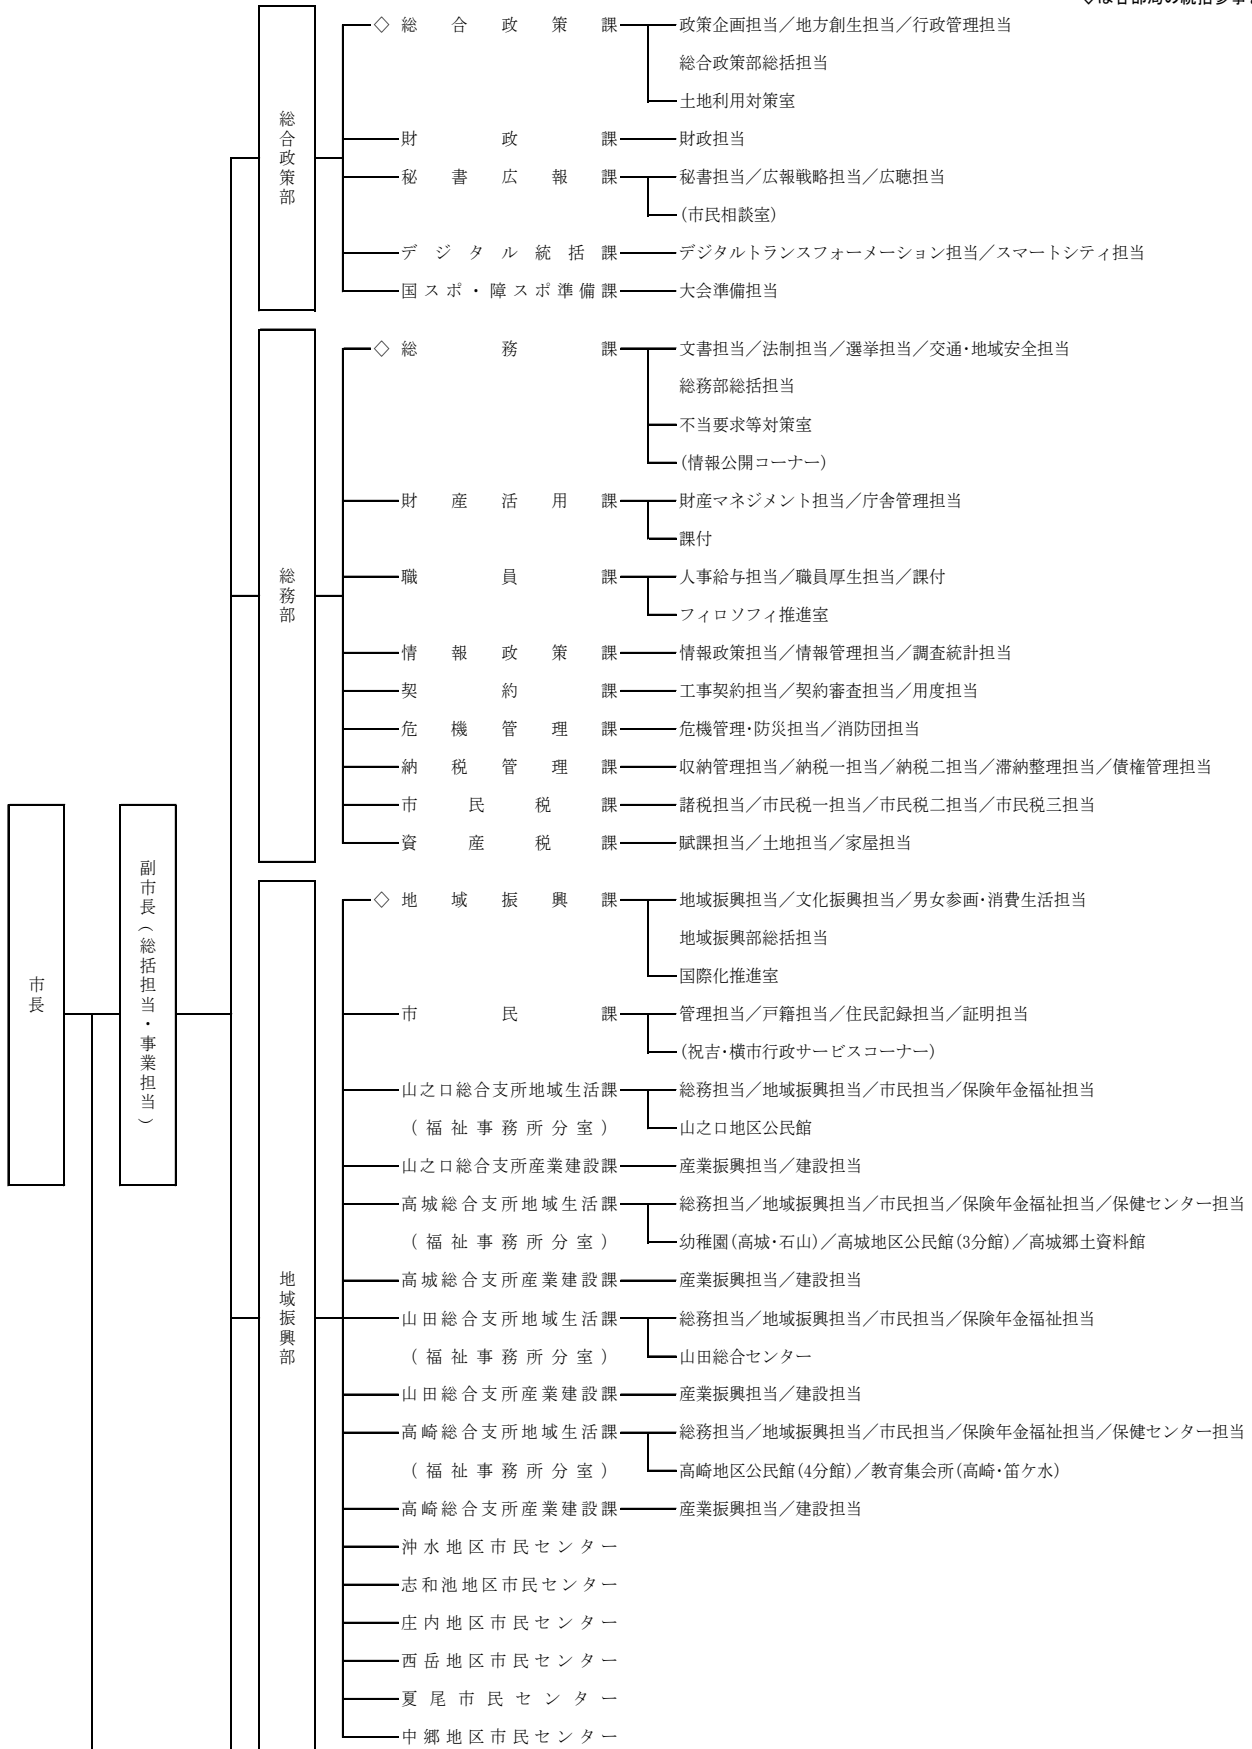 ◇は各部局の統括参事
◇ 総合政策課 政策企画担当／地方創生担当／行政管理担当
総合政策部総括担当
土地利用対策室
財政課 財政担当
総合政策部
秘書広報課 秘書担当／広報戦略担当／広聴担当
(市民相談室)
デジタル統括課 デジタルトランスフォーメーション担当／スマートシティ担当
国スポ・障スポ準備課 大会準備担当
◇ 総務課 文書担当／法制担当／選挙担当／交通・地域安全担当
総務部総括担当
不当要求等対策室
(情報公開コーナー)
財産活用課 財産マネジメント担当／庁舎管理担当
課付
職員課 人事給与担当／職員厚生担当／課付
総務部
フィロソフィ推進室
情報政策課 情報政策担当／情報管理担当／調査統計担当
契約課 工事契約担当／契約審査担当／用度担当
危機管理課 危機管理・防災担当／消防団担当
納税管理課 収納管理担当／納税一担当／納税二担当／滞納整理担当／債権管理担当
市民税課 諸税担当／市民税一担当／市民税二担当／市民税三担当
資産税課 賦課担当／土地担当／家屋担当
市長
副市長（総括担当・事業担当）
◇ 地域振興課 地域振興担当／文化振興担当／男女参画・消費生活担当
地域振興部総括担当
国際化推進室
市民課 管理担当／戸籍担当／住民記録担当／証明担当
(祝吉・横市行政サービスコーナー)
山之口総合支所地域生活課 総務担当／地域振興担当／市民担当／保険年金福祉担当
(福祉事務所分室) 山之口地区公民館
山之口総合支所産業建設課 産業振興担当／建設担当
高城総合支所地域生活課 総務担当／地域振興担当／市民担当／保険年金福祉担当／保健センター担当
(福祉事務所分室) 幼稚園(高城・石山)／高城地区公民館(3分館)／高城郷土資料館
高城総合支所産業建設課 産業振興担当／建設担当
地域振興部
山田総合支所地域生活課 総務担当／地域振興担当／市民担当／保険年金福祉担当
(福祉事務所分室) 山田総合センター
山田総合支所産業建設課 産業振興担当／建設担当
高崎総合支所地域生活課 総務担当／地域振興担当／市民担当／保険年金福祉担当／保健センター担当
(福祉事務所分室) 高崎地区公民館(4分館)／教育集会所(高崎・笛ケ水)
高崎総合支所産業建設課 産業振興担当／建設担当
沖水地区市民センター
志和池地区市民センター
庄内地区市民センター
西岳地区市民センター
夏尾市民センター
中郷地区市民センター